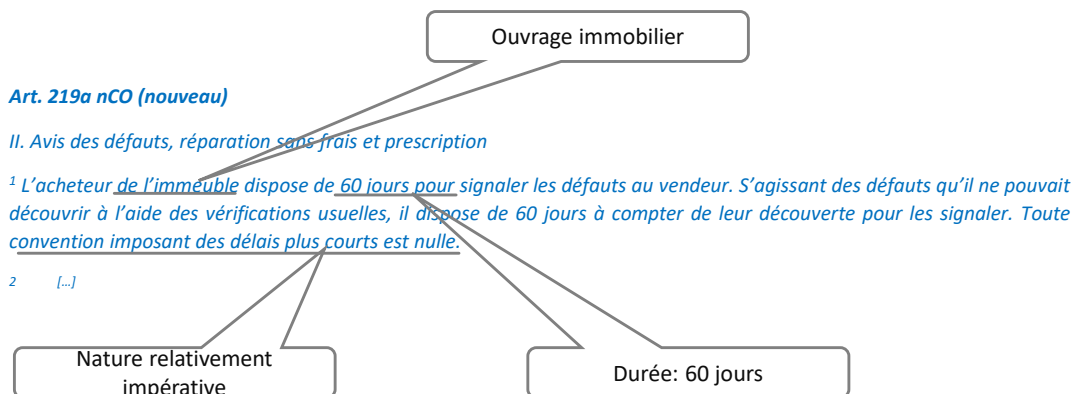 Ouvrage immobilier
Art. 219a nCO (nouveau)
II. Avis des défauts, réparation sans frais et prescription
1 L’acheteur de l’immeuble dispose de 60 jours pour signaler les défauts au vendeur. S’agissant des défauts qu’il ne pouvait
découvrir à l’aide des vérifications usuelles, il dispose de 60 jours à compter de leur découverte pour les signaler. Toute
convention imposant des délais plus courts est nulle.
2 […]
Nature relativement
impérative
Durée: 60 jours